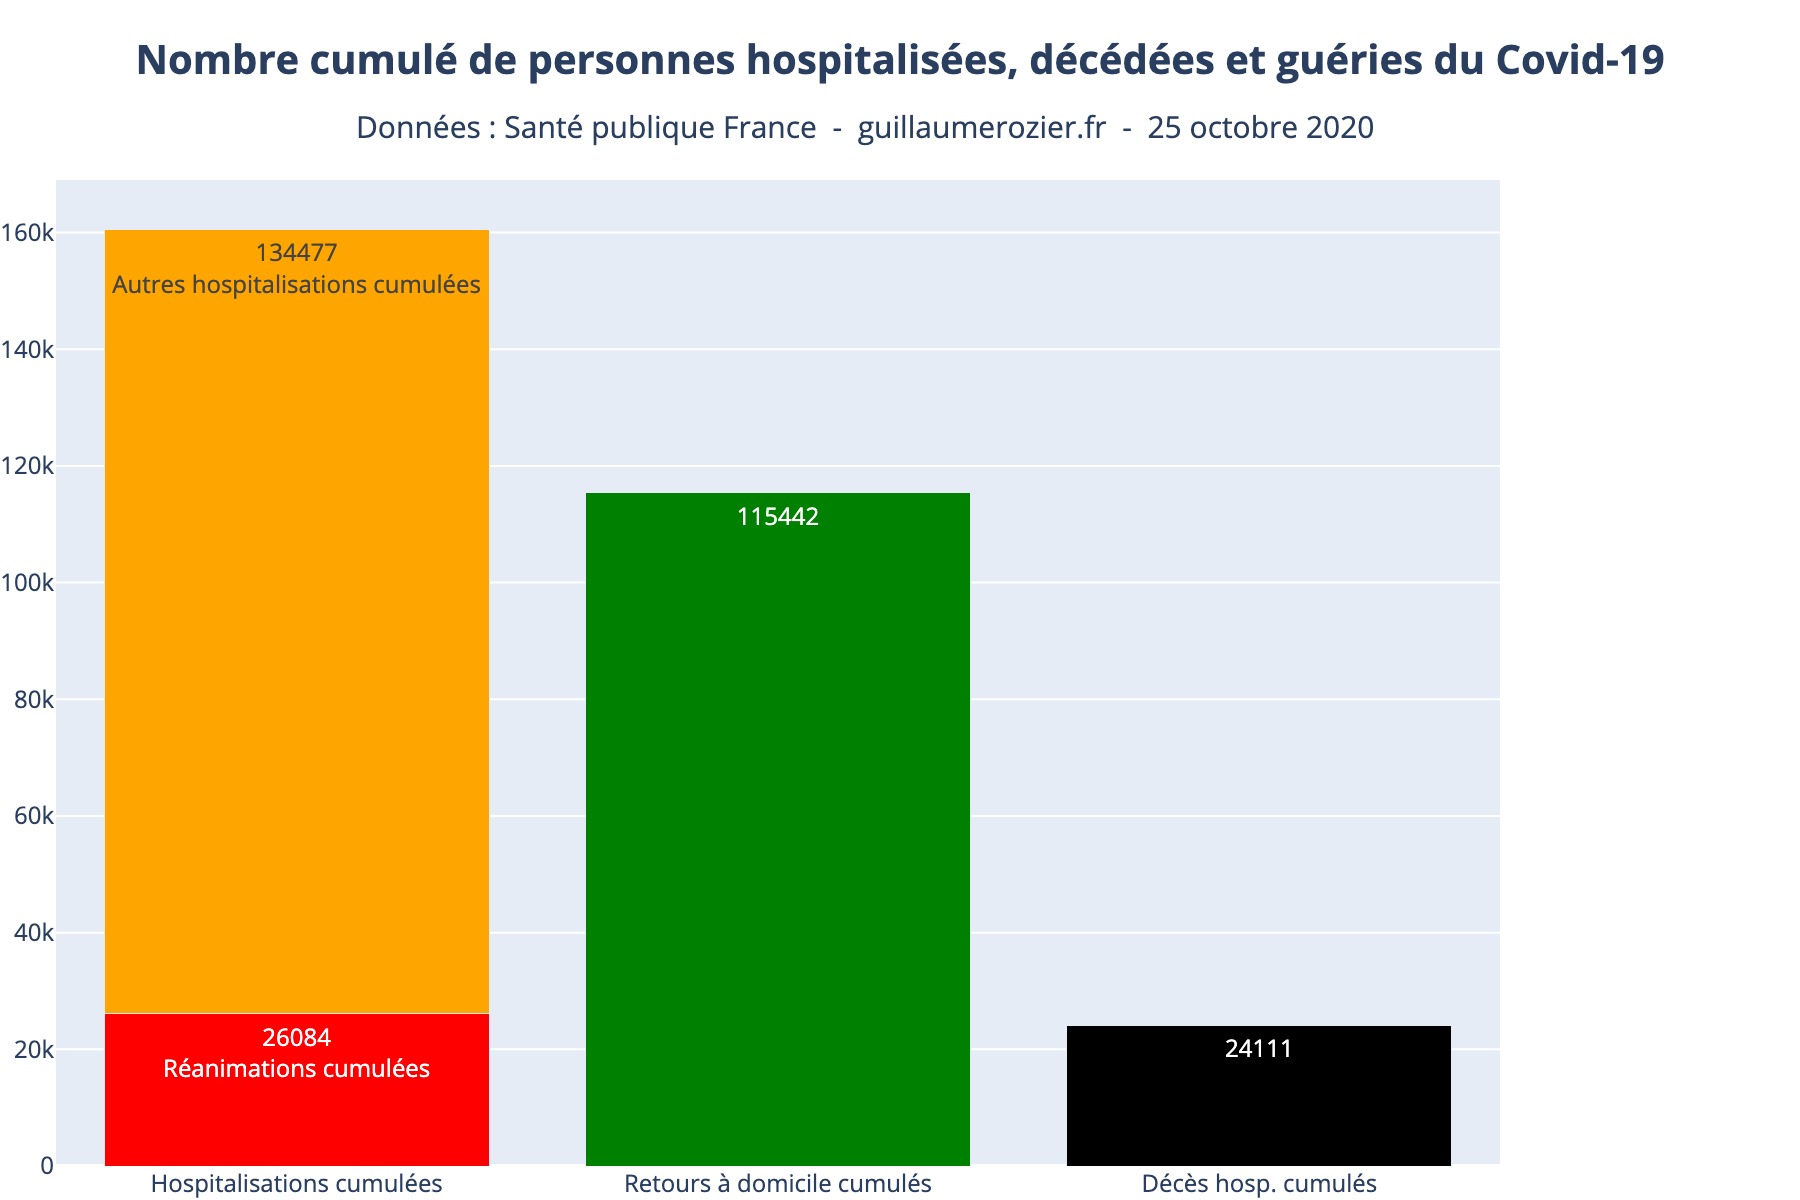 Nombre cumulé de personnes hospitalisées, décédées et guéries du Covid-19
Données : Santé publique France - guillaumerozier.fr - 25 octobre 2020
160k
140k
120k
100k
80k
60k
40k
20k
0
134477
Autres hospitalisations cumulées
26084
Réanimations cumulées
115442
24111
Hospitalisations cumulées
Retours à domicile cumulés
Décès hosp. cumulés